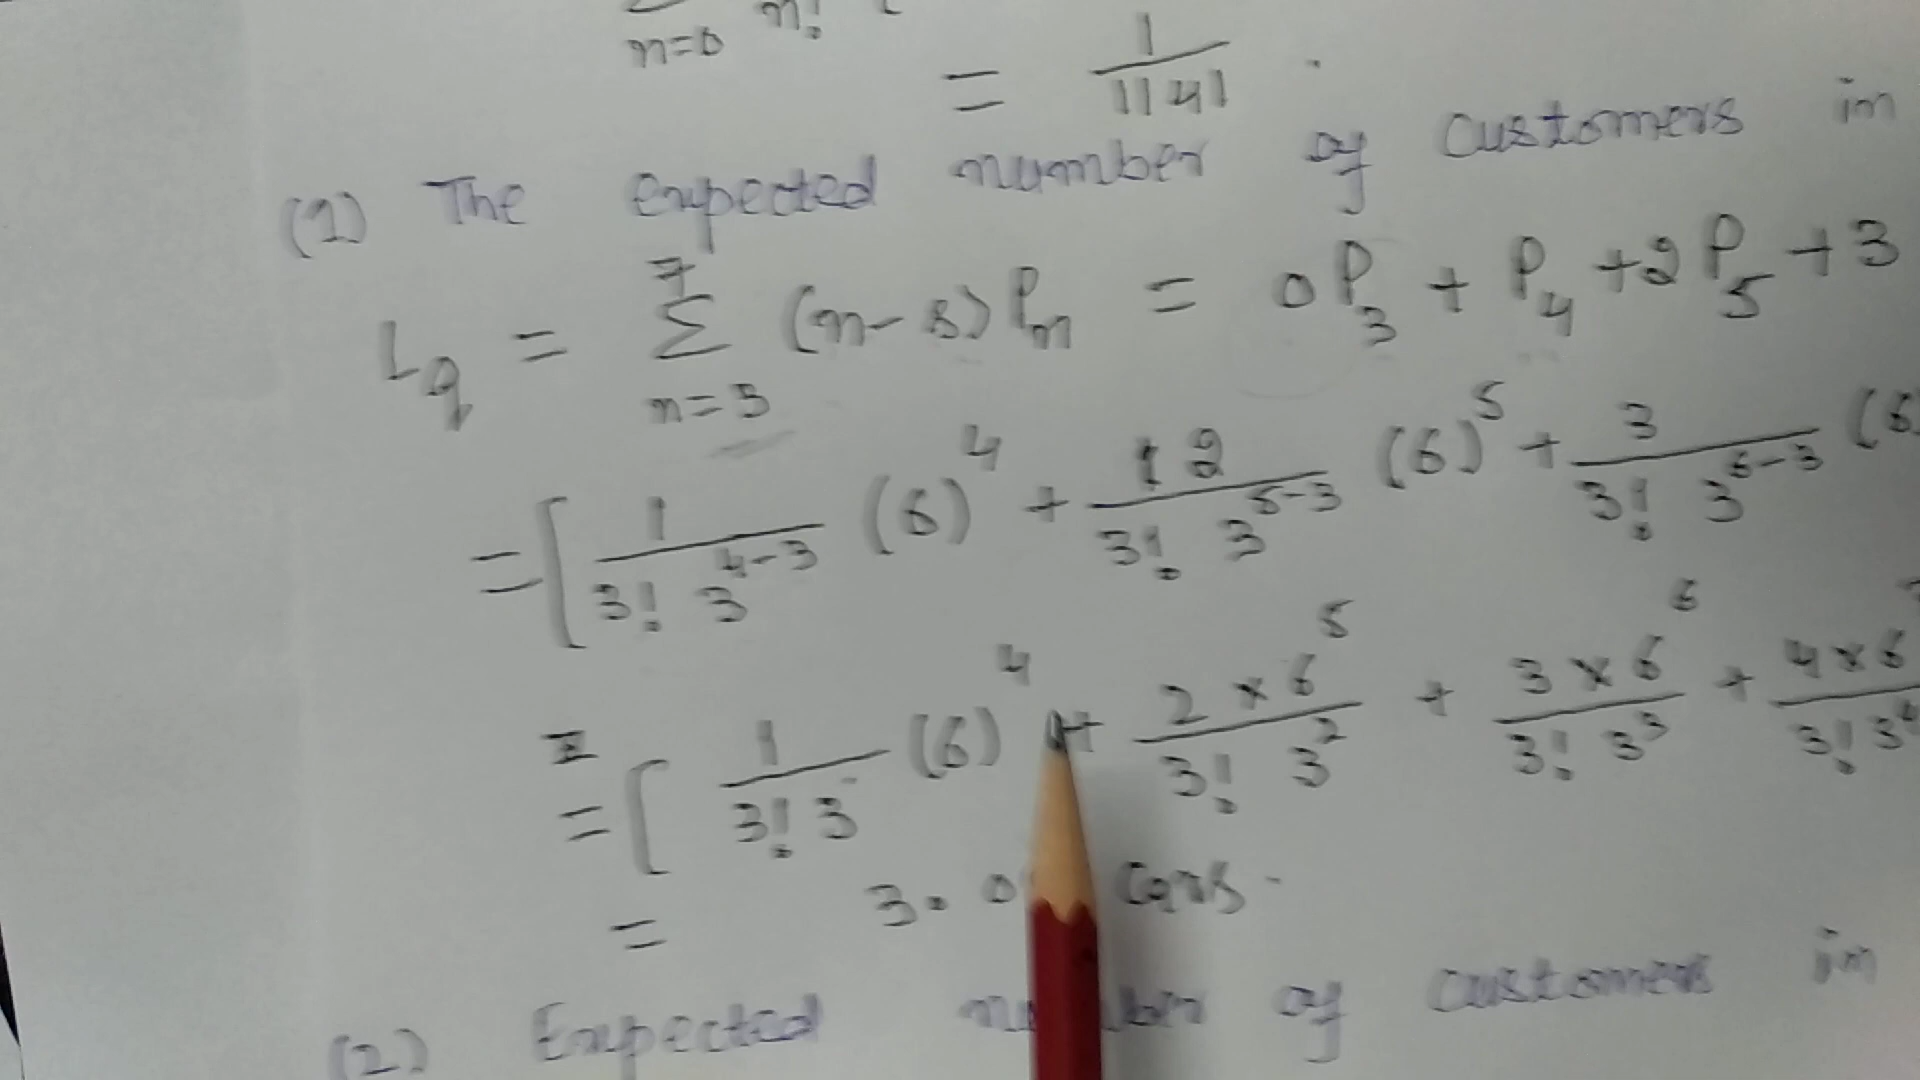 n=0 n!
= 1/1141 .
(1) The expected number of customers in
Lq = 7 Σ n=3 (n-s)Pn = 0P3 + P4 +2P5 +3
=[ 1/3! 3^4-3 (6)^4 + 12/3! 3^5-3 (6)^5 + 3/3! 3^6-3 (6
=
=[ 1/3! 3 (6)^4 + 2×6^5/3! 3^2 + 3×6^6/3! 3^3 + 4×6/3! 3^4
= 3.0 cars.
(2) Expected of customers in